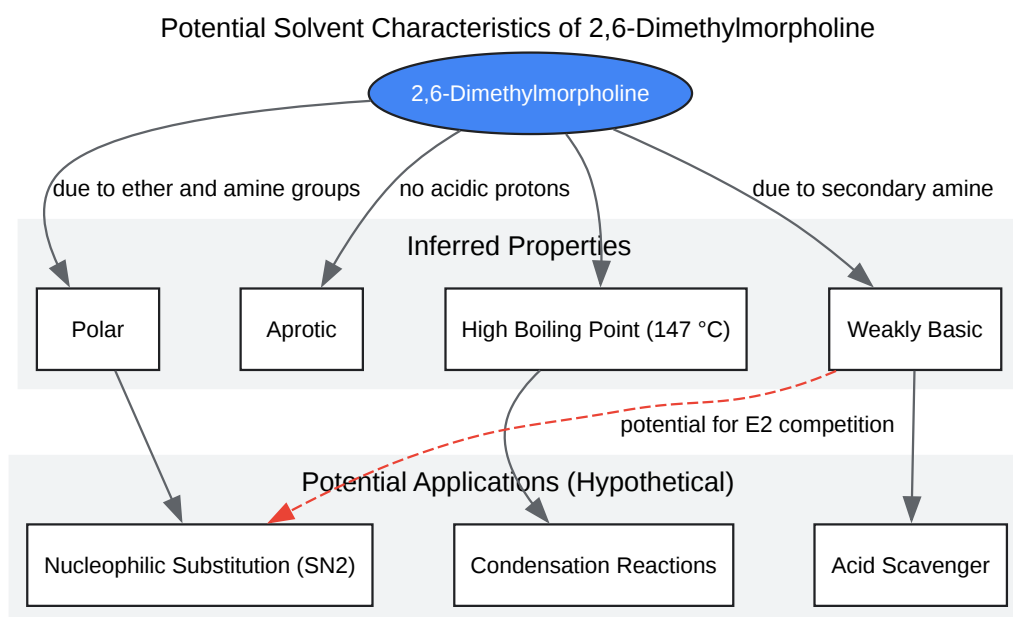 Potential Solvent Characteristics of 2,6-Dimethylmorpholine
2,6-Dimethylmorpholine
due to ether and amine groups
no acidic protons
due to secondary amine
Inferred Properties
Polar
Aprotic
High Boiling Point (147 °C)
Weakly Basic
potential for E2 competition
Potential Applications (Hypothetical)
Nucleophilic Substitution (SN2)
Condensation Reactions
Acid Scavenger